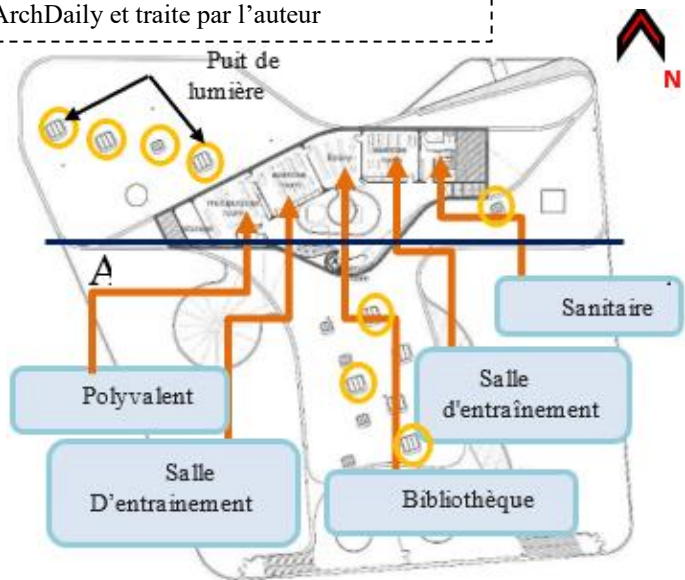 ArchDaily et traite par l'auteur
Puit de
lumière
N
A
Sanitaire
Polyvalent
Salle
d'entraînement
Salle
D'entrainement
Bibliothèque